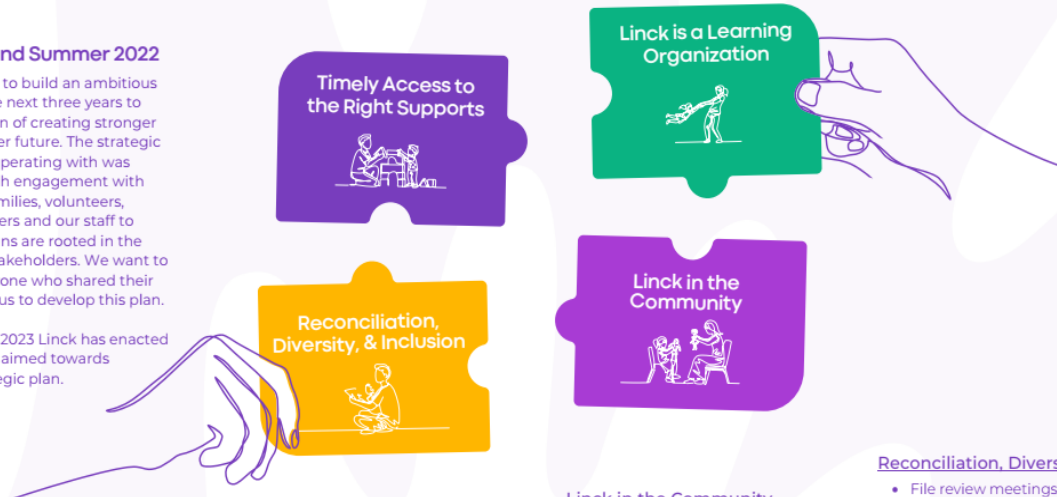 nd Summer 2022
to build an ambitious
next three years to
n of creating stronger
er future. The strategic
perating with was
h engagement with
milies, volunteers,
ers and our staff to
ns are rooted in the
akeholders. We want to
one who shared their
us to develop this plan.
2023 Linck has enacted
aimed towards
egic plan.
Timely Access to
the Right Supports
Linck is a Learning
Organization
Reconciliation,
Diversity, & Inclusion
Linck in the
Community
Linck in the Community
Reconciliation, Divers
• File review meetings